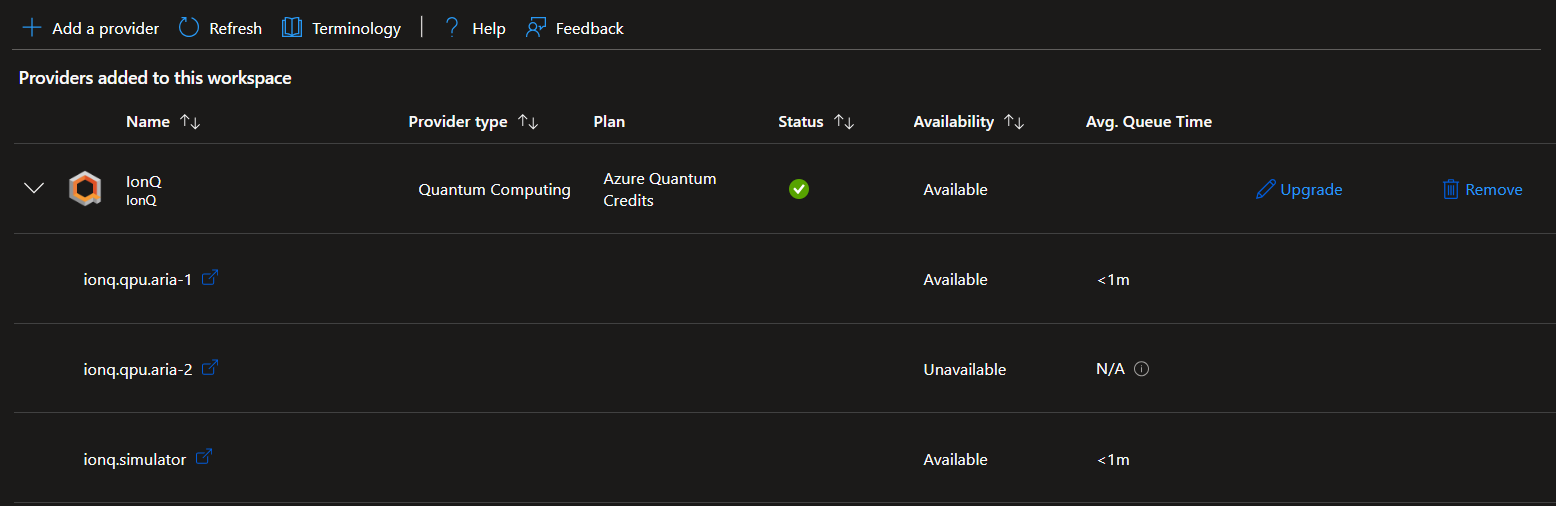 Add a provider Refresh Terminology | Help Feedback
Providers added to this workspace
Name Provider type Plan Status Availability Avg. Queue Time
IonQ
IonQ
Quantum Computing
Azure Quantum
Credits
Available
Upgrade
Remove
ionq.qpu.aria-1 Available <1m
ionq.qpu.aria-2 Unavailable N/A
ionq.simulator Available <1m